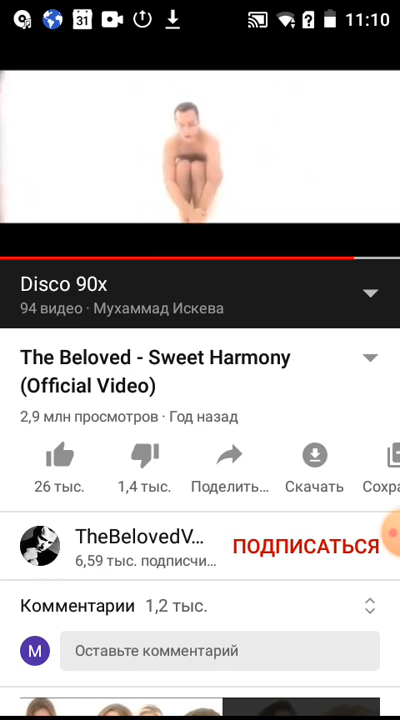 31 ? 11:10
Disco 90x
94 видео · Мухаммад Искева
The Beloved - Sweet Harmony
(Official Video)
2,9 млн просмотров · Год назад
26 тыс. 1,4 тыс. Поделить... Скачать Сохра
TheBelovedV... ПОДПИСАТЬСЯ
6,59 тыс. подписчи...
Комментарии 1,2 тыс.
M Оставьте комментарий